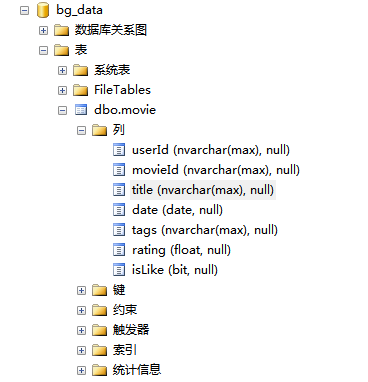 bg_data
数据库关系图
表
系统表
FileTables
dbo.movie
列
userId (nvarchar(max), null)
movieId (nvarchar(max), null)
title (nvarchar(max), null)
date (date, null)
tags (nvarchar(max), null)
rating (float, null)
isLike (bit, null)
键
约束
触发器
索引
统计信息